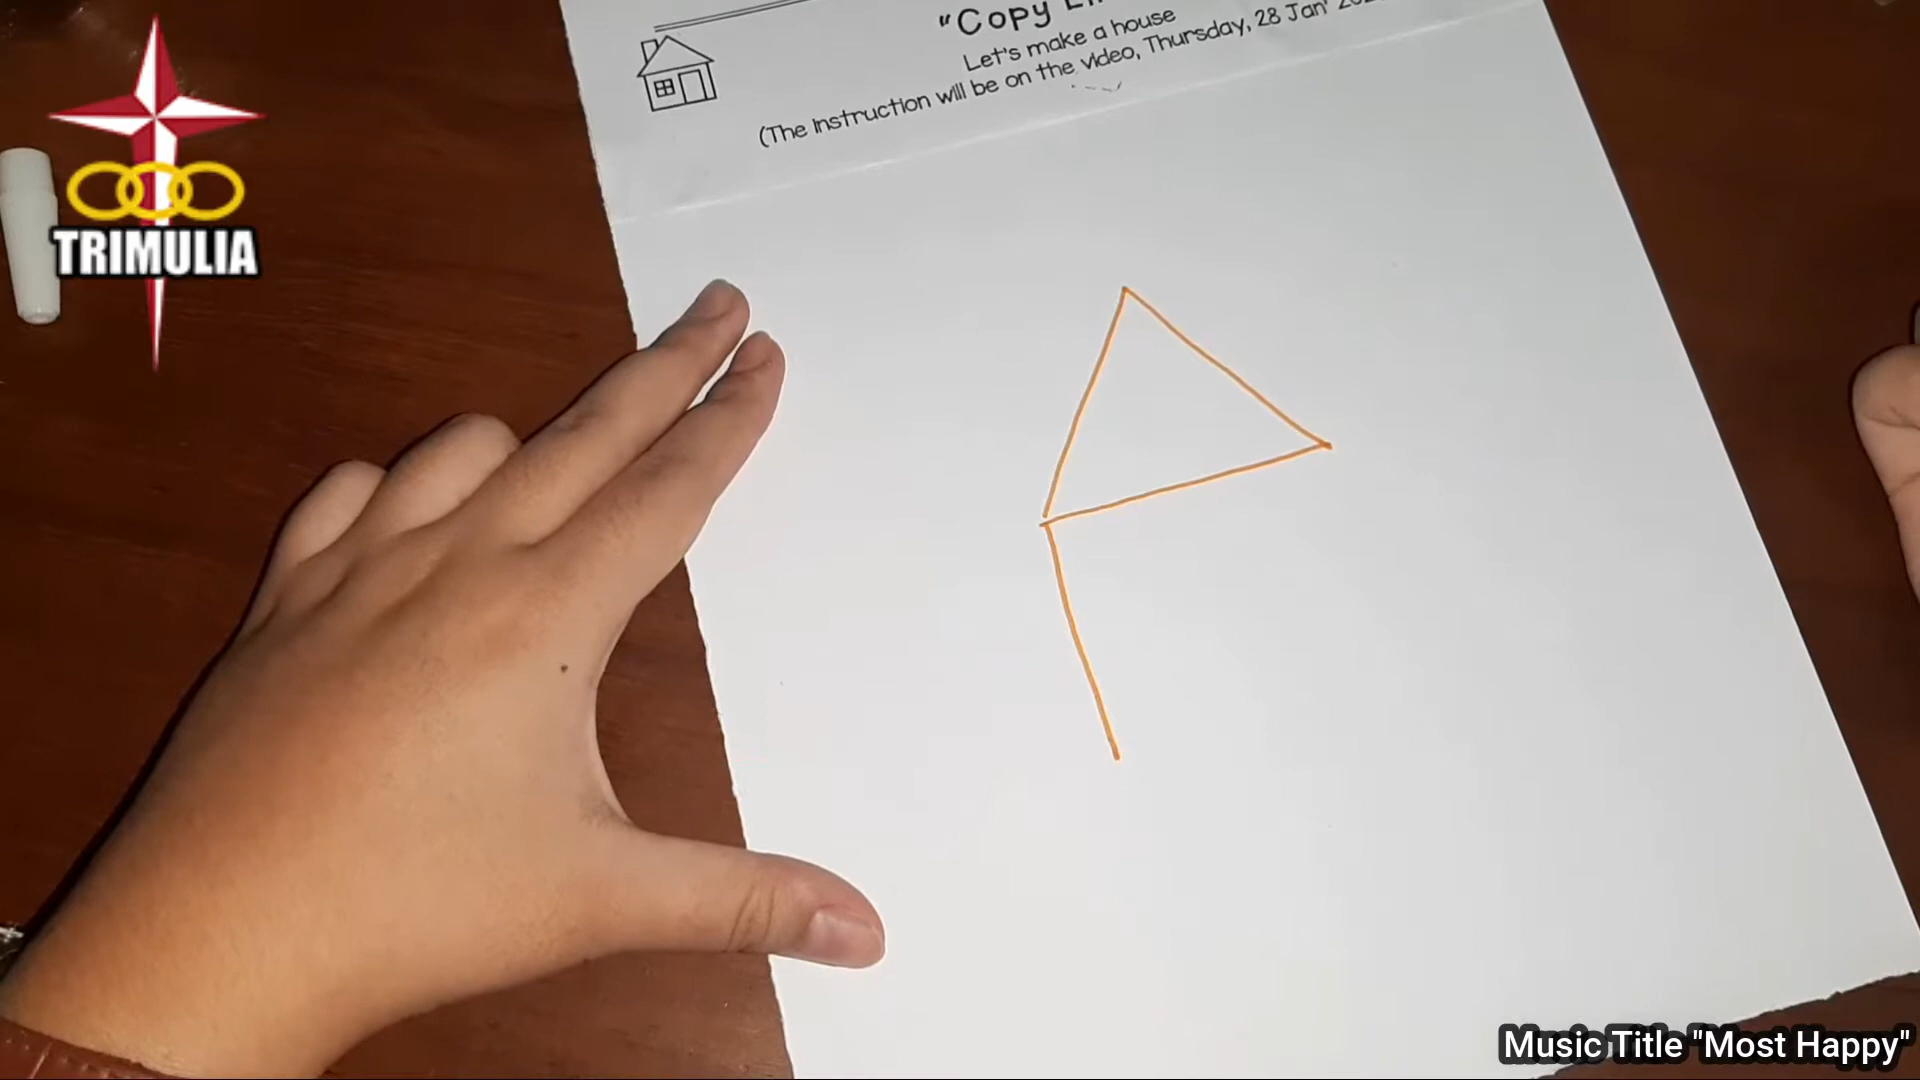 "Copy
Let's make a house
(The Instruction will be on the video, Thursday, 28 Jan'
TRIMULIA
Music Title "Most Happy"